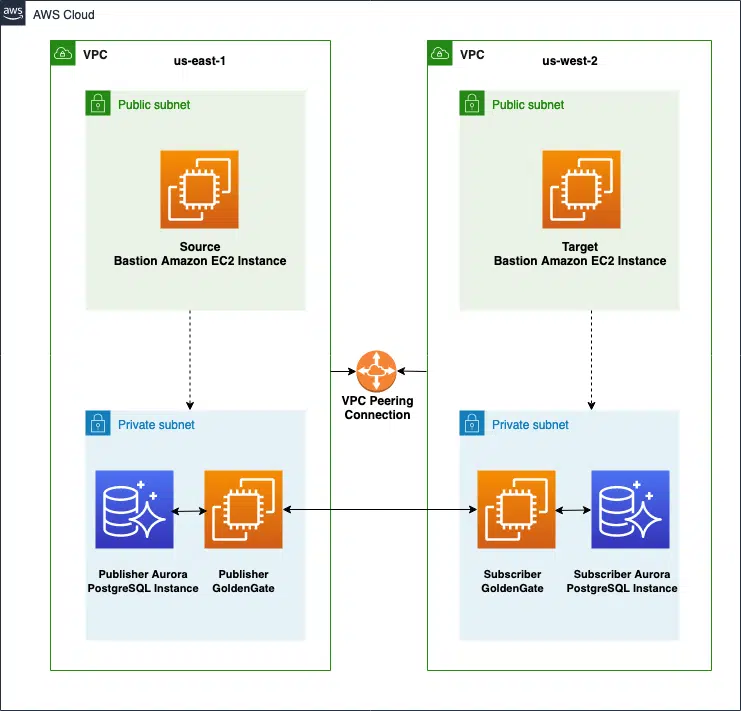 aws
AWS Cloud
VPC
us-east-1
Public subnet
Source
Bastion Amazon EC2 Instance
Private subnet
Publisher Aurora
PostgreSQL Instance
Publisher
GoldenGate
VPC Peering
Connection
VPC
us-west-2
Public subnet
Target
Bastion Amazon EC2 Instance
Private subnet
Subscriber
GoldenGate
Subscriber Aurora
PostgreSQL Instance